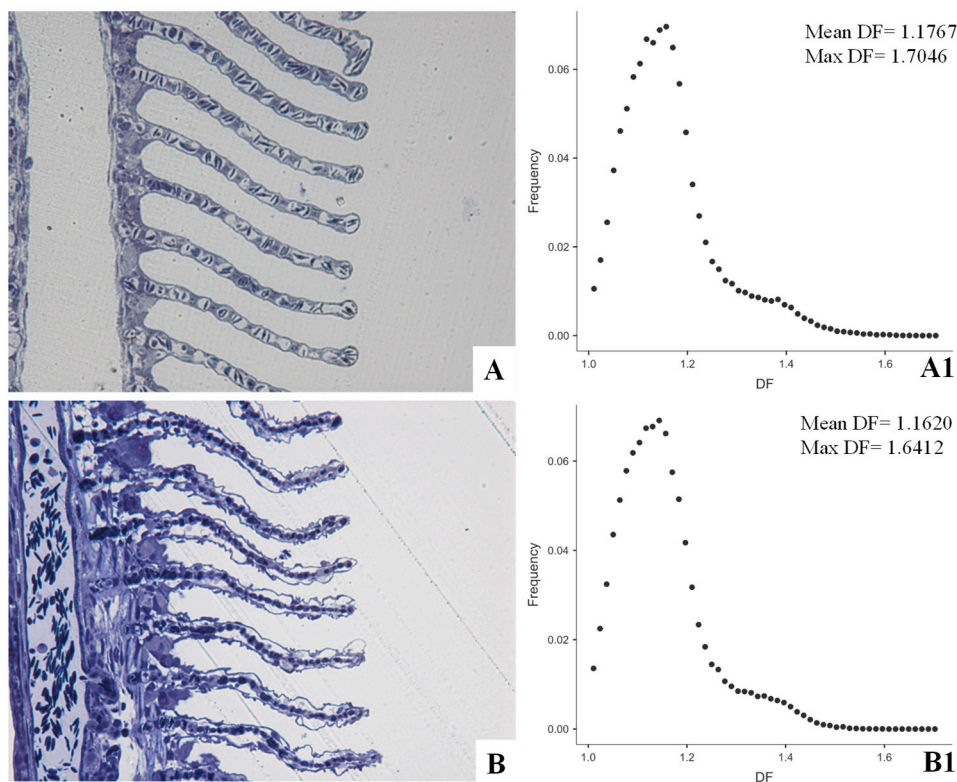 A
Mean DF= 1.1767
Max DF= 1.7046
Frequency
0.06
0.04
0.02
0.00
1.0 1.2 1.4 1.6
DF
A1
B
Mean DF= 1.1620
Max DF= 1.6412
Frequency
0.06
0.04
0.02
0.00
1.0 1.2 1.4 1.6
DF
B1